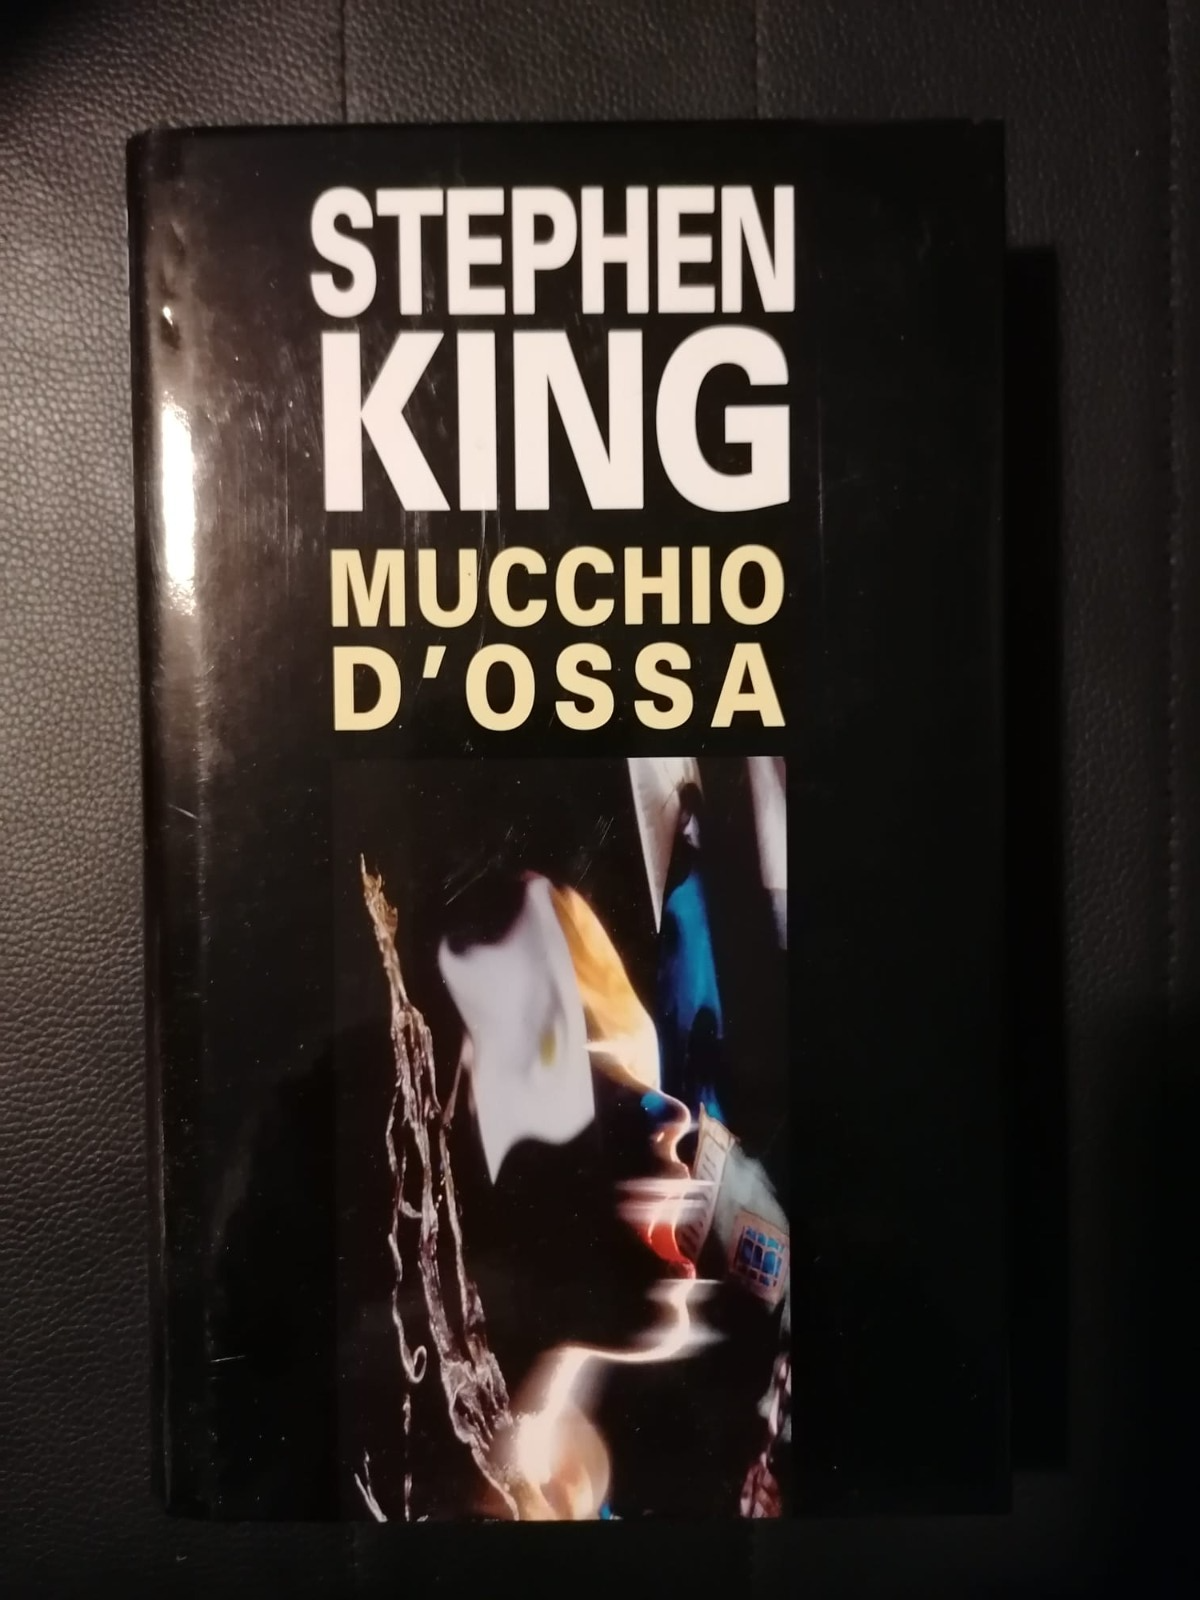 STEPHEN
KING
MUCCHIO
D'OSSA